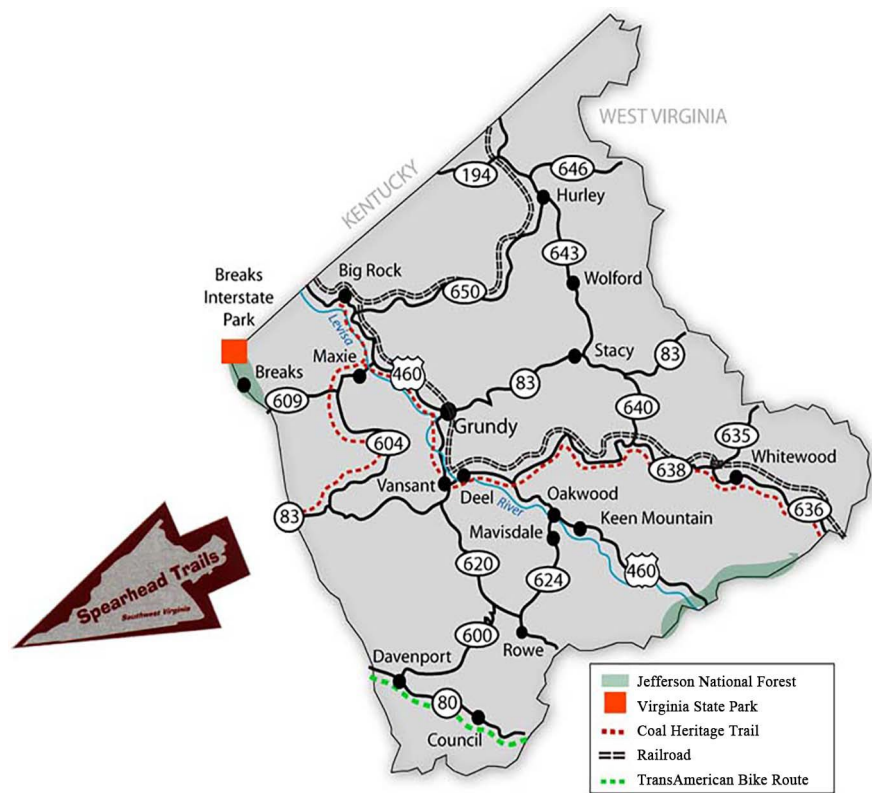 WEST VIRGINIA
KENTUCKY
194
646
Hurley
643
Breaks
Interstate
Park
Big Rock
650
Wolford
Levisa
Maxie
460
83
Stacy
83
Breaks
609
Grundy
640
604
635
638
Whitewood
Vansant
Deel
River
Oakwood
Keen Mountain
636
83
Mavisdale
Spearhead Trails
Southwest Virginia
620
624
460
600
Rowe
Davenport
80
Council
Jefferson National Forest
Virginia State Park
Coal Heritage Trail
Railroad
TransAmerican Bike Route